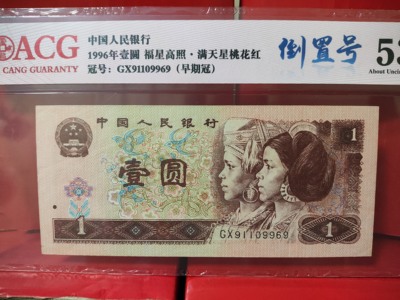 ACG
CANG GUARANTY
中国人民银行
1996年壹圆 福星高照·满天星桃花红
冠号：GX91109969（早期冠）
倒置号
53
About Unc
中国人民银行
1
壹圆
1
1
GX91109969